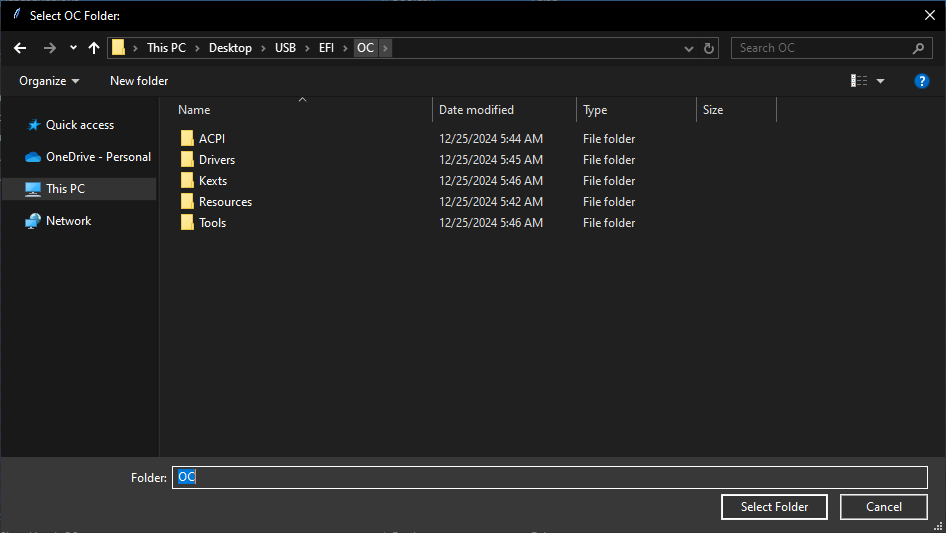 Select OC Folder:
This PC > Desktop > USB > EFI > OC >
Search OC
Organize
New folder
Name Date modified Type Size
Quick access
OneDrive - Personal
This PC
Network
ACPI 12/25/2024 5:44 AM File folder
Drivers 12/25/2024 5:45 AM File folder
Kexts 12/25/2024 5:46 AM File folder
Resources 12/25/2024 5:42 AM File folder
Tools 12/25/2024 5:46 AM File folder
Folder: OC
Select Folder Cancel